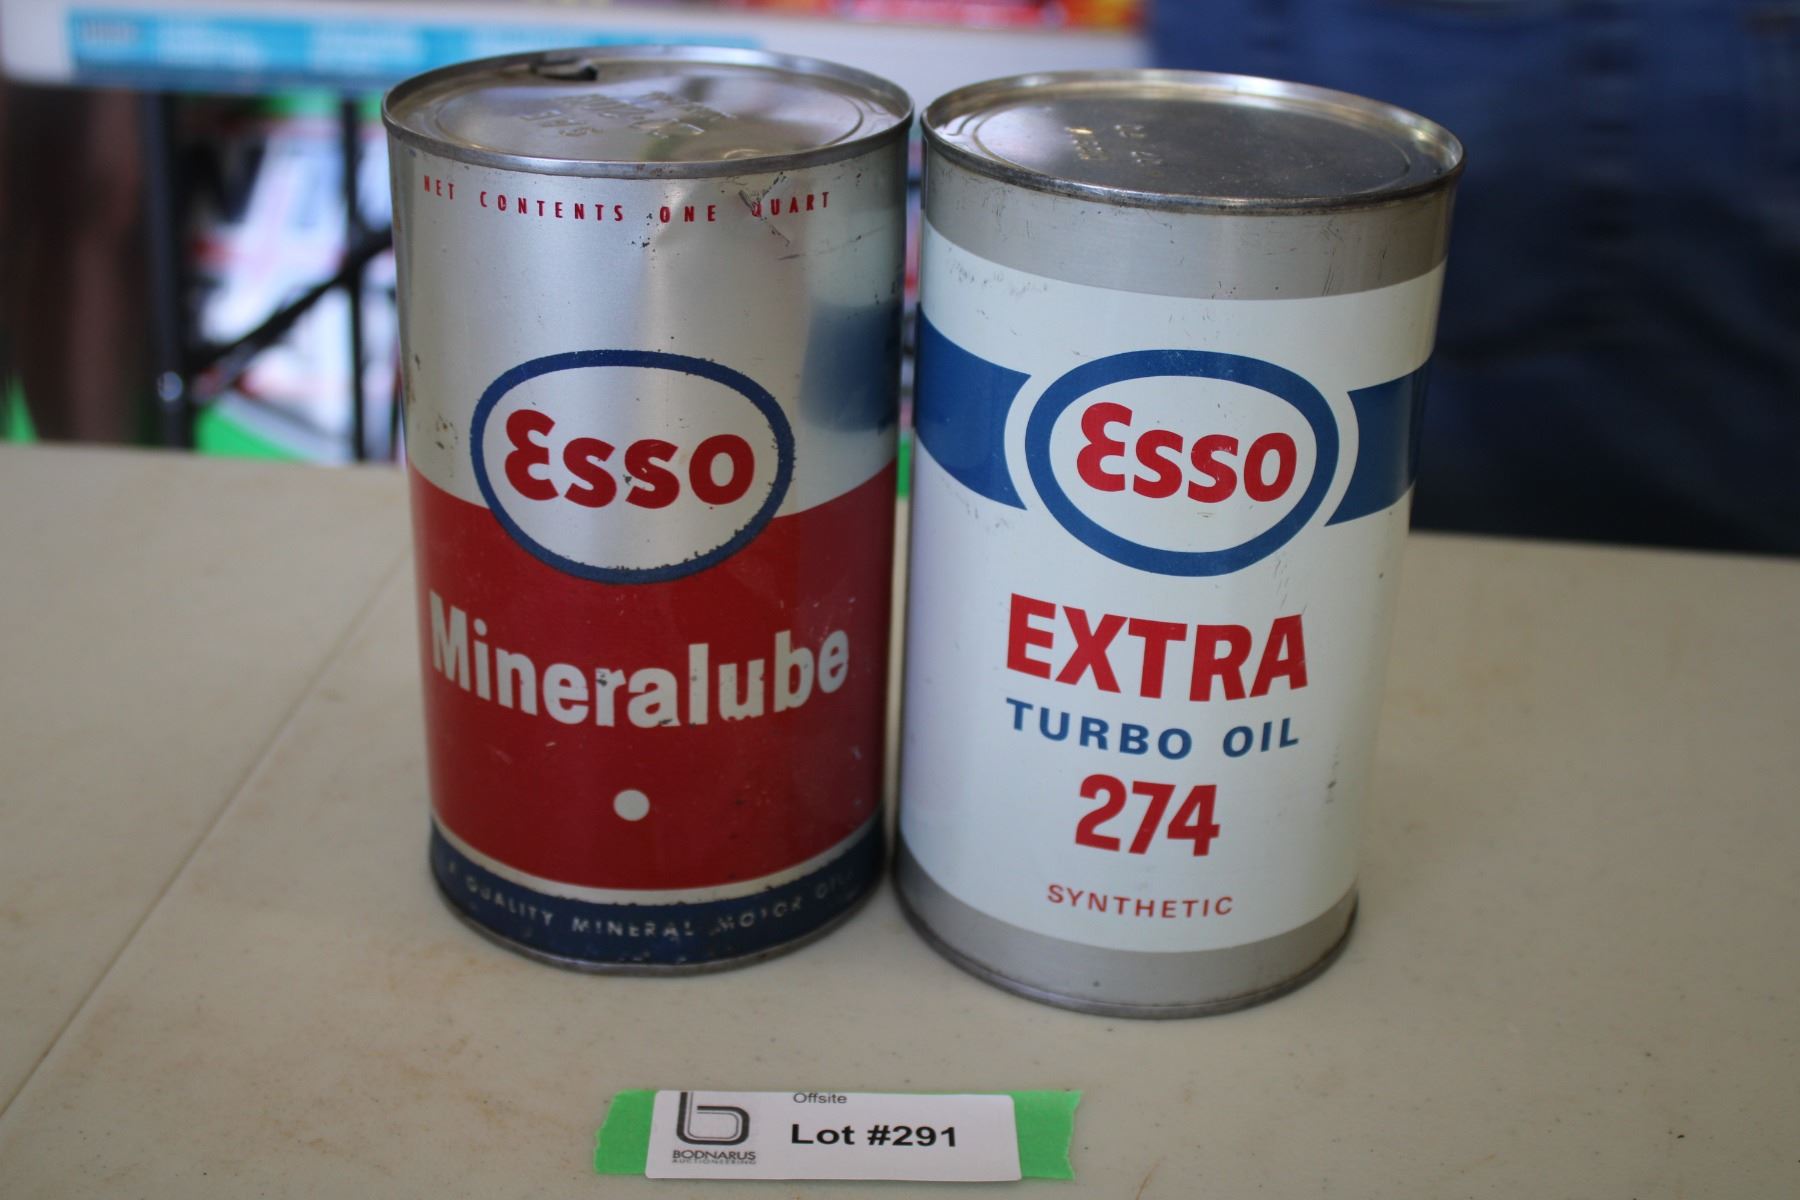 NET CONTENTS ONE QUART
Esso
Mineralube
QUALITY MINERAL MOTOR OIL
Esso
EXTRA
TURBO OIL
274
SYNTHETIC
Offsite
Lot #291
BODNARUS
AUCTIONEERING